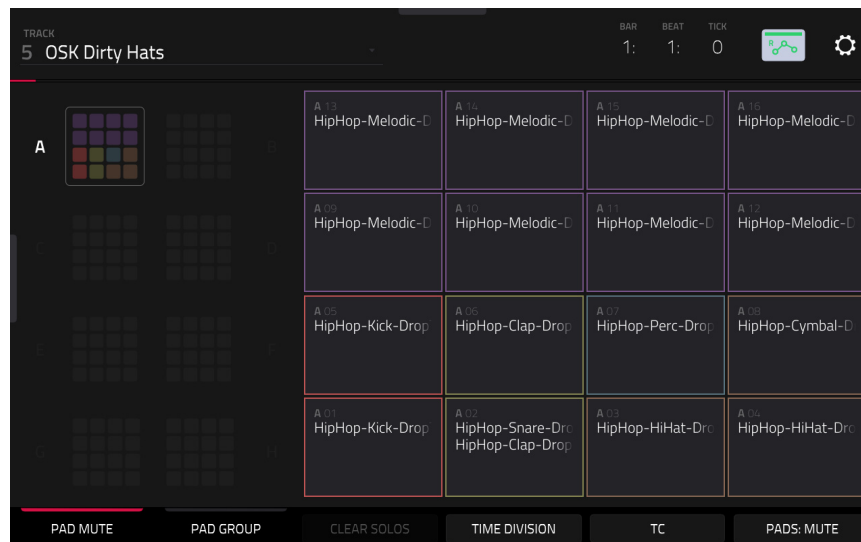 TRACK
5 OSK Dirty Hats
BAR BEAT TICK
1: 1: 0
R
A
B
C
D
E
F
G
H
A 13
HipHop-Melodic-D
A 14
HipHop-Melodic-D
A 15
HipHop-Melodic-D
A 16
HipHop-Melodic-D
A 09
HipHop-Melodic-D
A 10
HipHop-Melodic-D
A 11
HipHop-Melodic-D
A 12
HipHop-Melodic-D
A 05
HipHop-Kick-Drop
A 06
HipHop-Clap-Drop
A 07
HipHop-Perc-Drop
A 08
HipHop-Cymbal-D
A 01
HipHop-Kick-Drop
A 02
HipHop-Snare-Dro
HipHop-Clap-Drop
A 03
HipHop-HiHat-Dro
A 04
HipHop-HiHat-Dro
PAD MUTE
PAD GROUP
CLEAR SOLOS
TIME DIVISION
TC
PADS: MUTE